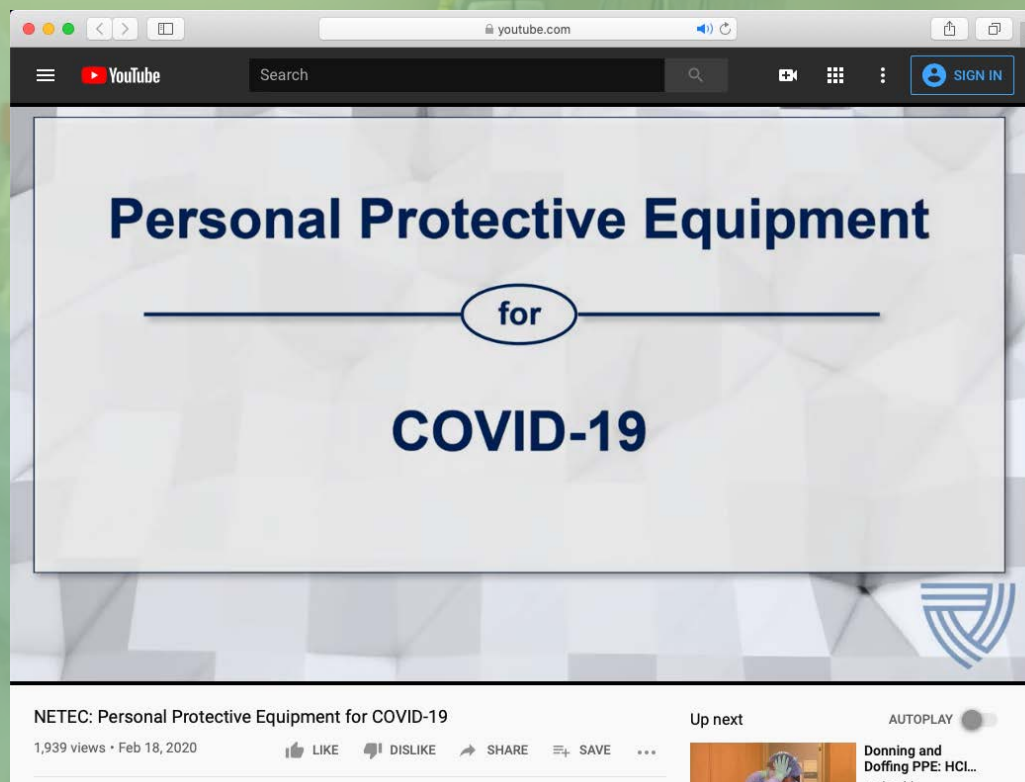 youtube.com
YouTube
Search
SIGN IN
Personal Protective Equipment
for
COVID-19
NETEC: Personal Protective Equipment for COVID-19
1,939 views • Feb 18, 2020
LIKE
DISLIKE
SHARE
SAVE
Up next
AUTOPLAY
Donning and
Doffing PPE: HCI...